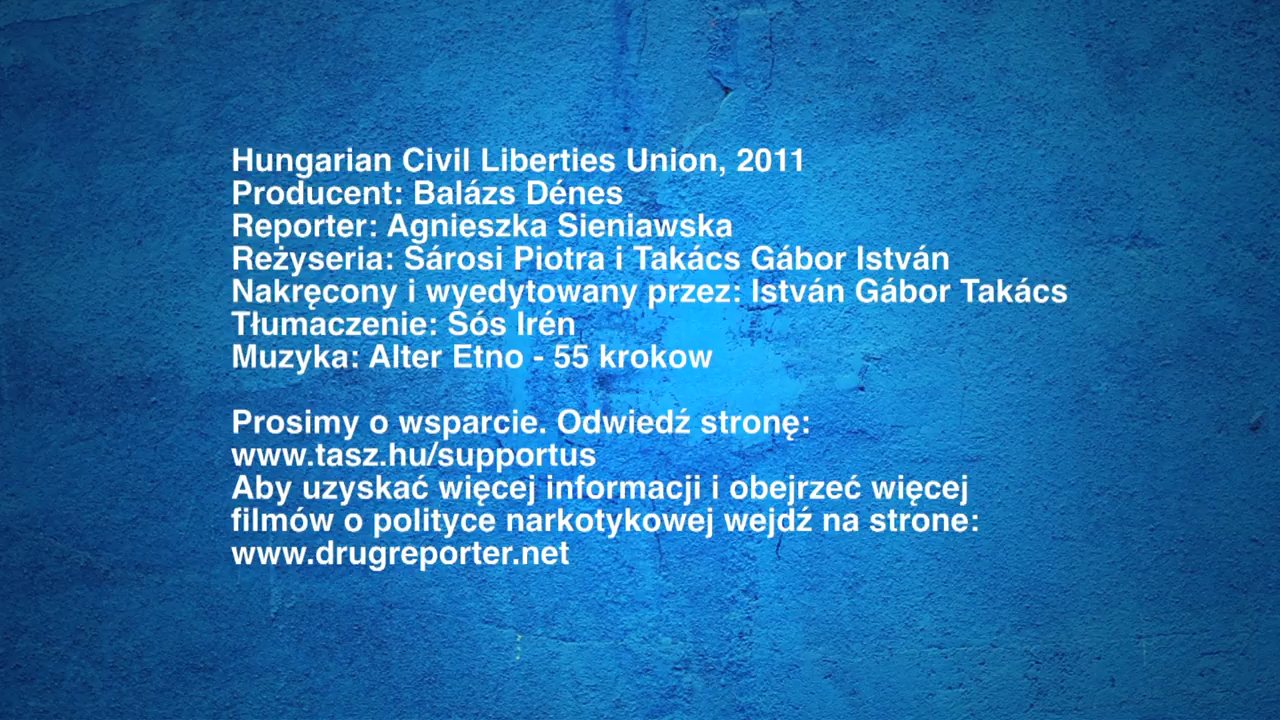 Hungarian Civil Liberties Union, 2011
Producent: Balázs Dénes
Reporter: Agnieszka Sieniawska
Reżyseria: Sárosi Piotra i Takács Gábor István
Nakręcony i wyedytowany przez: István Gábor Takács
Tłumaczenie: Sós Irén
Muzyka: Alter Etno - 55 krokow
Prosimy o wsparcie. Odwiedź stronę:
www.tasz.hu/supportus
Aby uzyskać więcej informacji i obejrzeć więcej
filmów o polityce narkotykowej wejdź na strone:
www.drugreporter.net